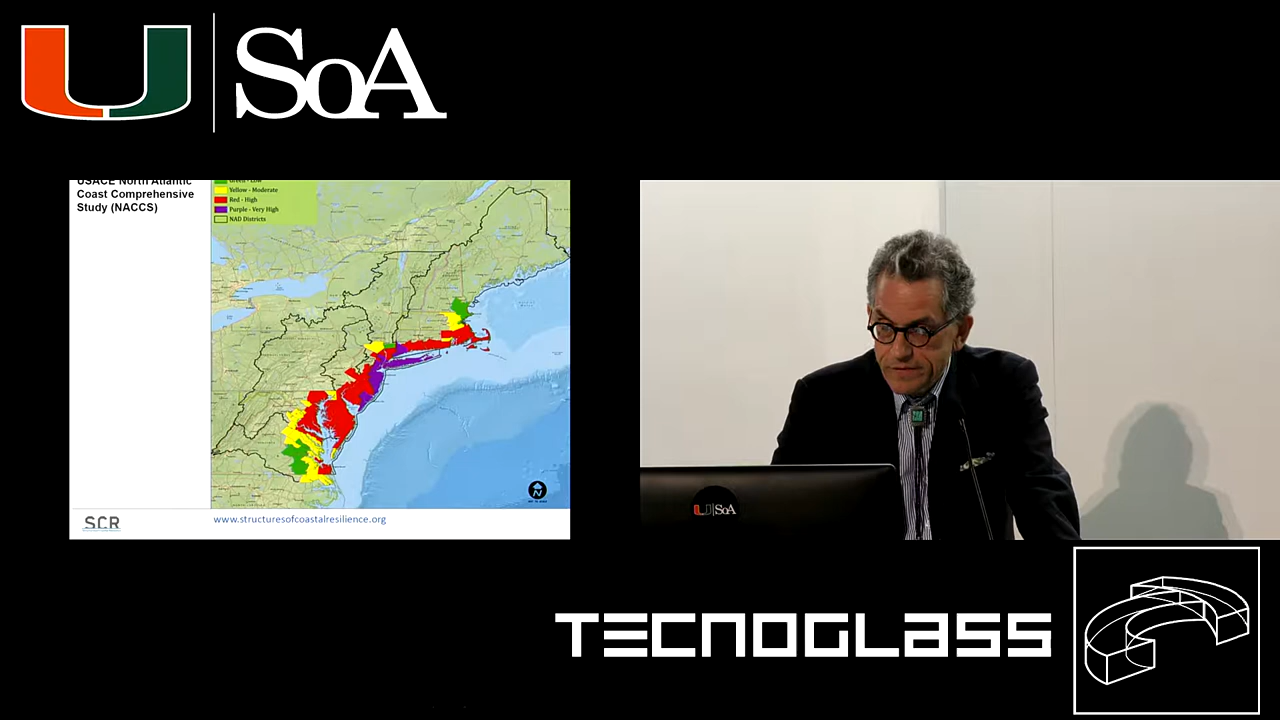 U SoA
USACE North Atlantic
Coast Comprehensive
Study (NACCS)
Green - Low
Yellow - Moderate
Red - High
Purple - Very High
NAD Districts
N
SCR
www.structuresofcoastalresilience.org
U SoA
TECNOGLASS